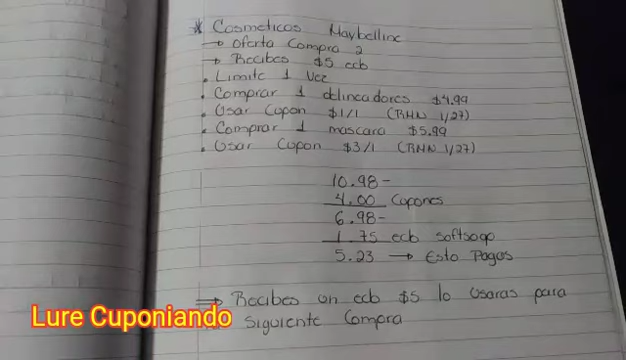 * Cosmeticos Maybelline
→ Oferta Compra 2
→ Recibes $5 ecb
• Limite 1 Vez
• Comprar 1 delineadores $4.99
• Usar Cupon $1/1 (RMN 1/27)
• Comprar 1 mascara $5.99
• Usar Cupon $3/1 (RMN 1/27)
10.98-
4.00 Cupones
6.98-
1.75 ecb softsoap
5.23 → Esto Pagas
⇒ Recibes un ecb $5 lo Usaras para
Siguiente Compra
Lure Cuponiando